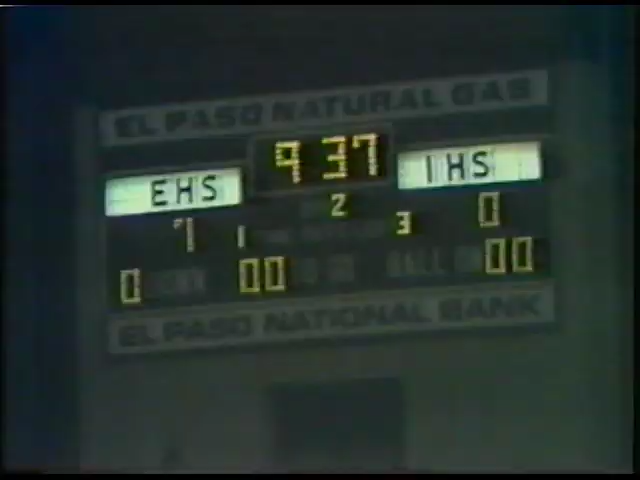 EL PASO NATURAL GAS
9 37
EHS IHS
2
7 1 3 0
0 00 00
EL PASO NATIONAL BANK